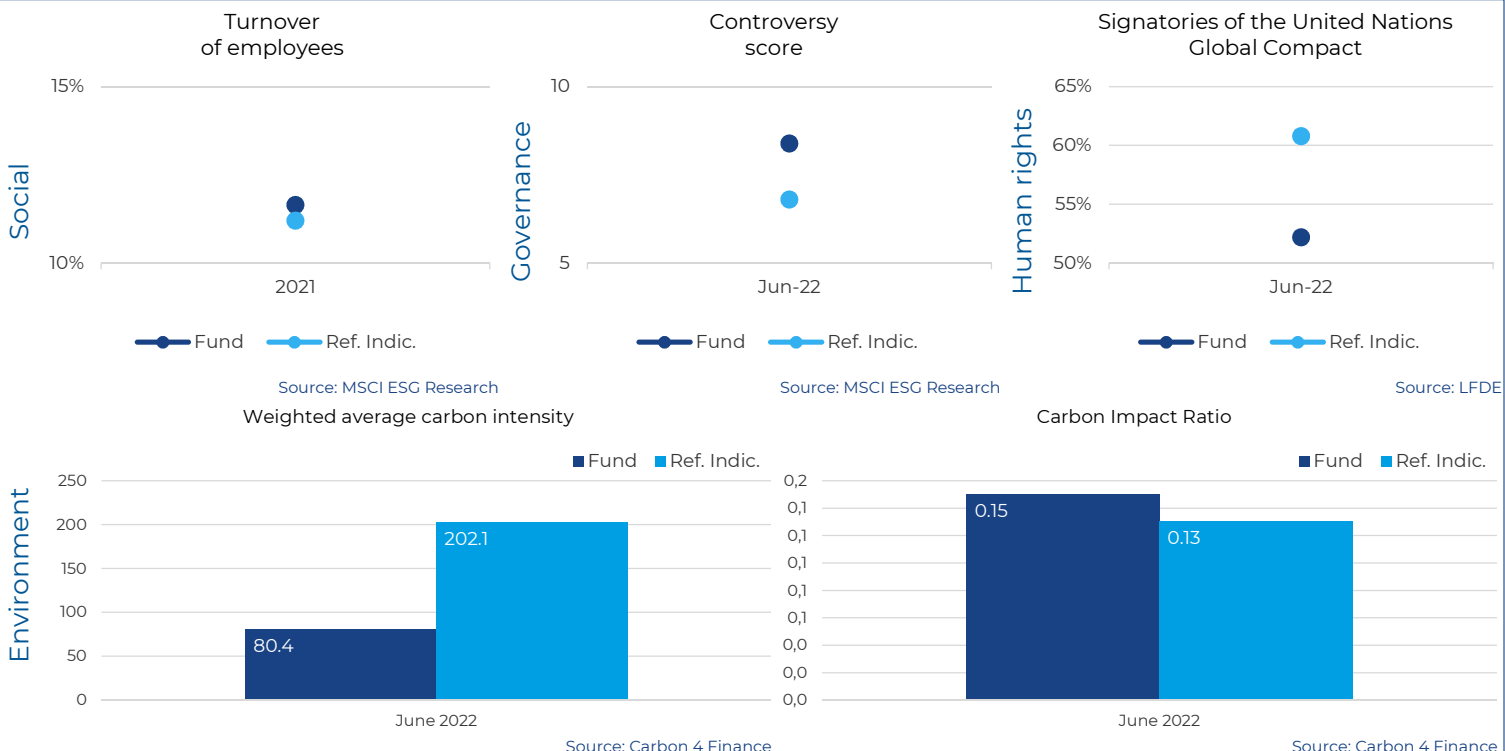 Turnover
of employees
15%
10%
2021
Social
Fund
Ref. Indic.
Source: MSCI ESG Research
Controversy
score
10
5
Jun-22
Governance
Fund
Ref. Indic.
Source: MSCI ESG Research
Signatories of the United Nations
Global Compact
65%
60%
55%
50%
Jun-22
Human rights
Fund
Ref. Indic.
Source: LFDE
Weighted average carbon intensity
Fund
Ref. Indic.
250
200
150
100
50
0
202.1
80.4
June 2022
Environment
Source: Carbon 4 Finance
Carbon Impact Ratio
Fund
Ref. Indic.
0,2
0,1
0,1
0,1
0,1
0,1
0,0
0,0
0,0
0.15
0.13
June 2022
Source: Carbon 4 Finance